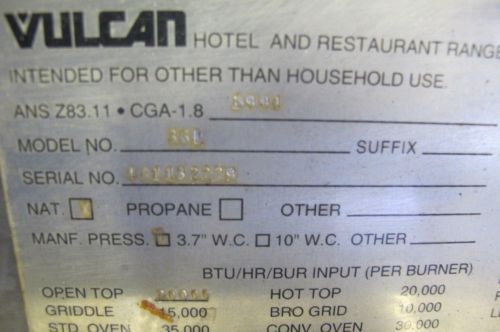 VULCAN HOTEL AND RESTAURANT RANGE
INTENDED FOR OTHER THAN HOUSEHOLD USE.
ANS Z83.11 • CGA-1.8
MODEL NO. SUFFIX
SERIAL NO.
NAT. PROPANE OTHER
MANF. PRESS. 3.7" W.C. 10" W.C. OTHER
BTU/HR/BUR INPUT (PER BURNER)
OPEN TOP HOT TOP 20,000
GRIDDLE BRO GRID 10,000
STD. OVEN 35,000 CONV. OVEN 30,000